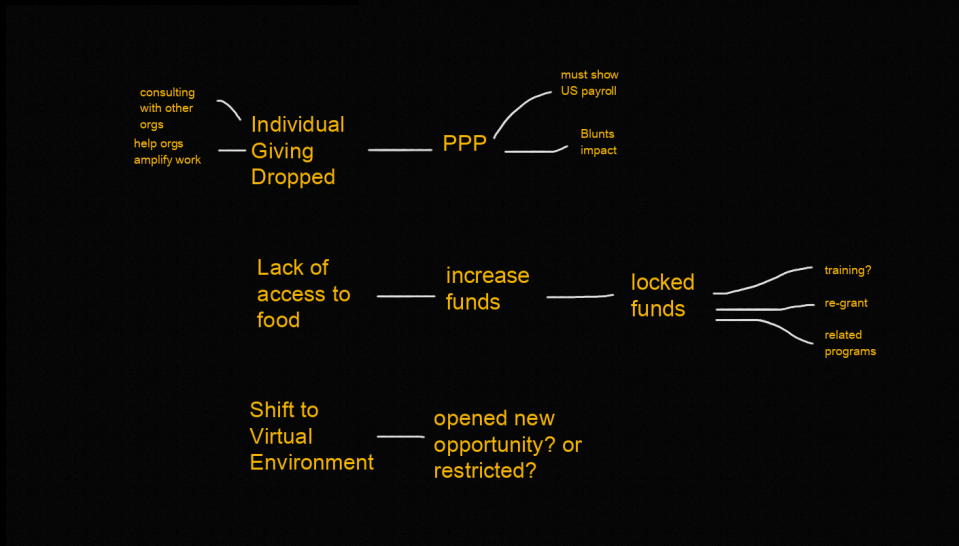 consulting
with other
orgs
help orgs
amplify work
Individual
Giving
Dropped
PPP
must show
US payroll
Blunts
impact
Lack of
access to
food
increase
funds
locked
funds
training?
re-grant
related
programs
Shift to
Virtual
Environment
opened new
opportunity? or
restricted?